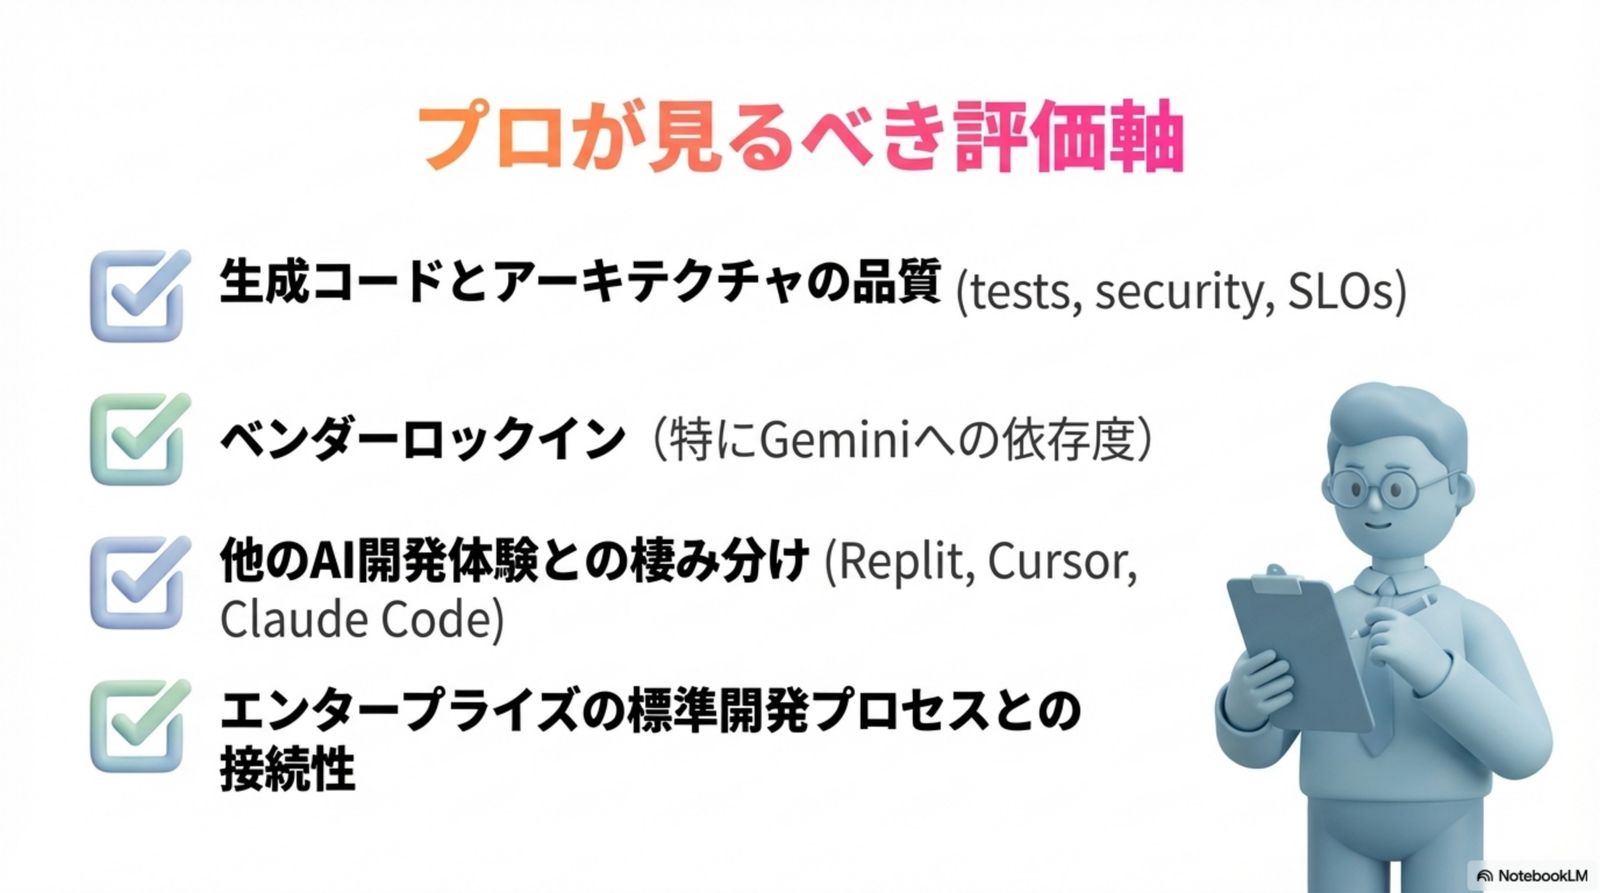 プロが見るべき評価軸
生成コードとアーキテクチャの品質 (tests, security, SLOs)
ベンダーロックイン（特にGeminiへの依存度）
他のAI開発体験との棲み分け (Replit, Cursor,
Claude Code)
エンタープライズの標準開発プロセスとの
接続性
NotebookLM